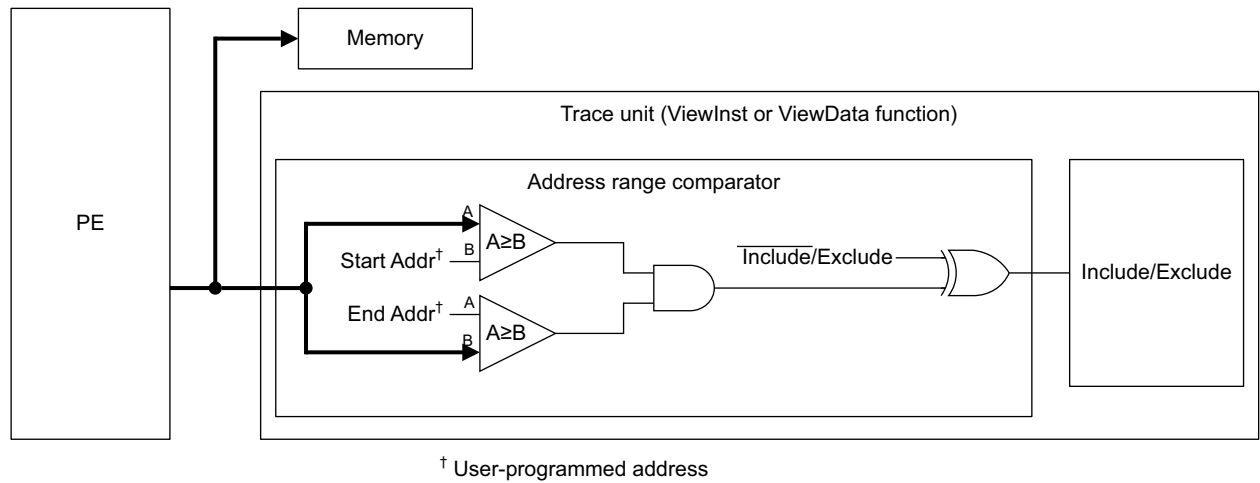 Memory
Trace unit (ViewInst or ViewData function)
Address range comparator
PE
A
A≥B
B
Start Addr†
Include/Exclude
Include/Exclude
End Addr†
A
A≥B
B
† User-programmed address